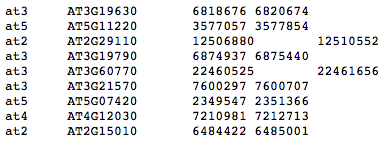 at3 AT3G19630 6818676 6820674
at5 AT5G11220 3577057 3577854
at2 AT2G29110 12506880 12510552
at3 AT3G19790 6874937 6875440
at3 AT3G60770 22460525 22461656
at3 AT3G21570 7600297 7600707
at5 AT5G07420 2349547 2351366
at4 AT4G12030 7210981 7212713
at2 AT2G15010 6484422 6485001